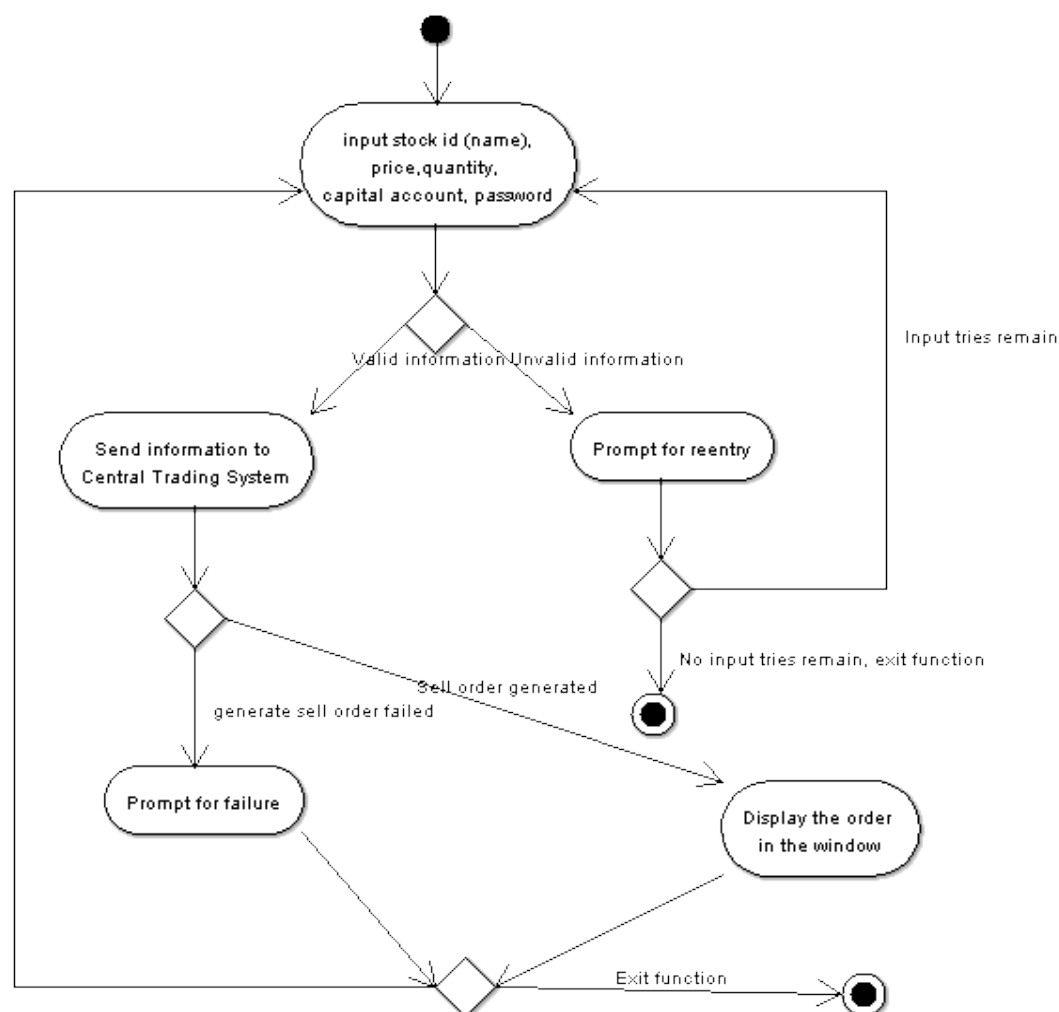 input stock id (name),
price,quantity,
capital account, password
Input tries remain
Valid information
Unvalid information
Send information to
Central Trading System
Prompt for reentry
No input tries remain, exit function
Sell order generated
generate sell order failed
Prompt for failure
Display the order
in the window
Exit function